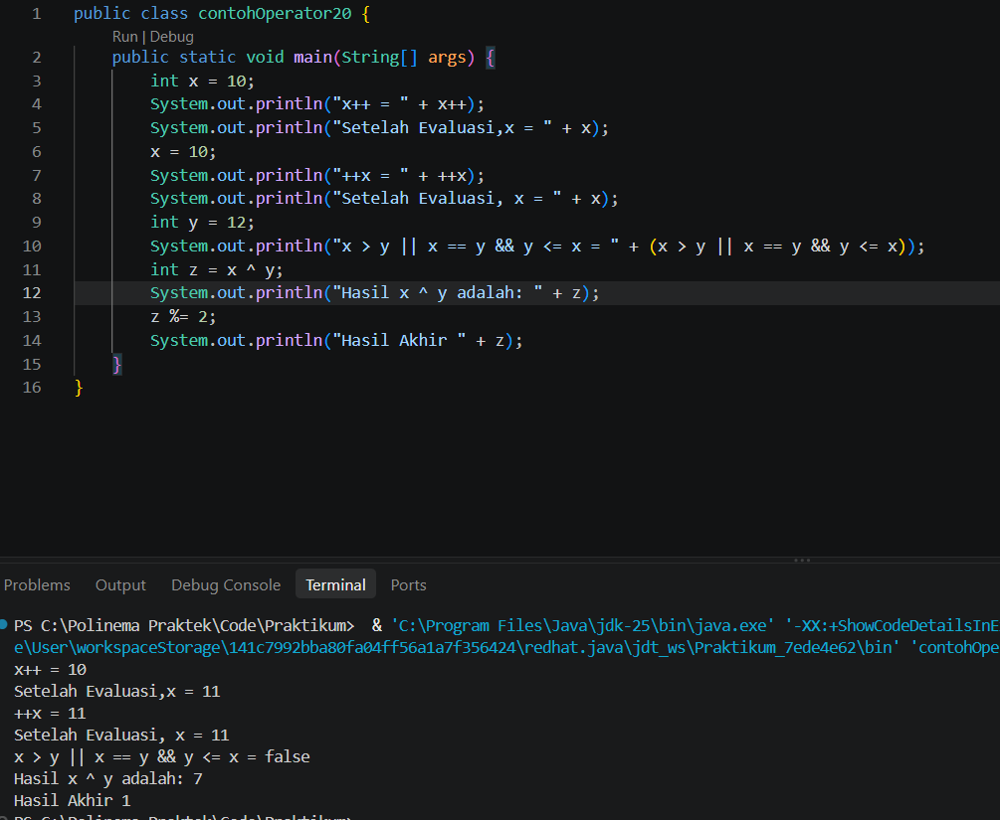 1 public class contohOperator20 {
Run | Debug
2 public static void main(String[] args) {
3 int x = 10;
4 System.out.println("x++ = " + x++);
5 System.out.println("Setelah Evaluasi,x = " + x);
6 x = 10;
7 System.out.println("++x = " + ++x);
8 System.out.println("Setelah Evaluasi, x = " + x);
9 int y = 12;
10 System.out.println("x > y || x == y && y <= x = " + (x > y || x == y && y <= x));
11 int z = x ^ y;
12 System.out.println("Hasil x ^ y adalah: " + z);
13 z %= 2;
14 System.out.println("Hasil Akhir " + z);
15 }
16 }
Problems Output Debug Console Terminal Ports
PS C:\Polinema Praktek\Code\Praktikum> & 'C:\Program Files\Java\jdk-25\bin\java.exe' '-XX:+ShowCodeDetailsInE
e\User\workspaceStorage\141c7992bba80fa04ff56a1a7f356424\redhat.java\jdt_ws\Praktikum_7ede4e62\bin' 'contohOpe
x++ = 10
Setelah Evaluasi,x = 11
++x = 11
Setelah Evaluasi, x = 11
x > y || x == y && y <= x = false
Hasil x ^ y adalah: 7
Hasil Akhir 1
PS C:\Polinema Praktek\Code\Praktikum>